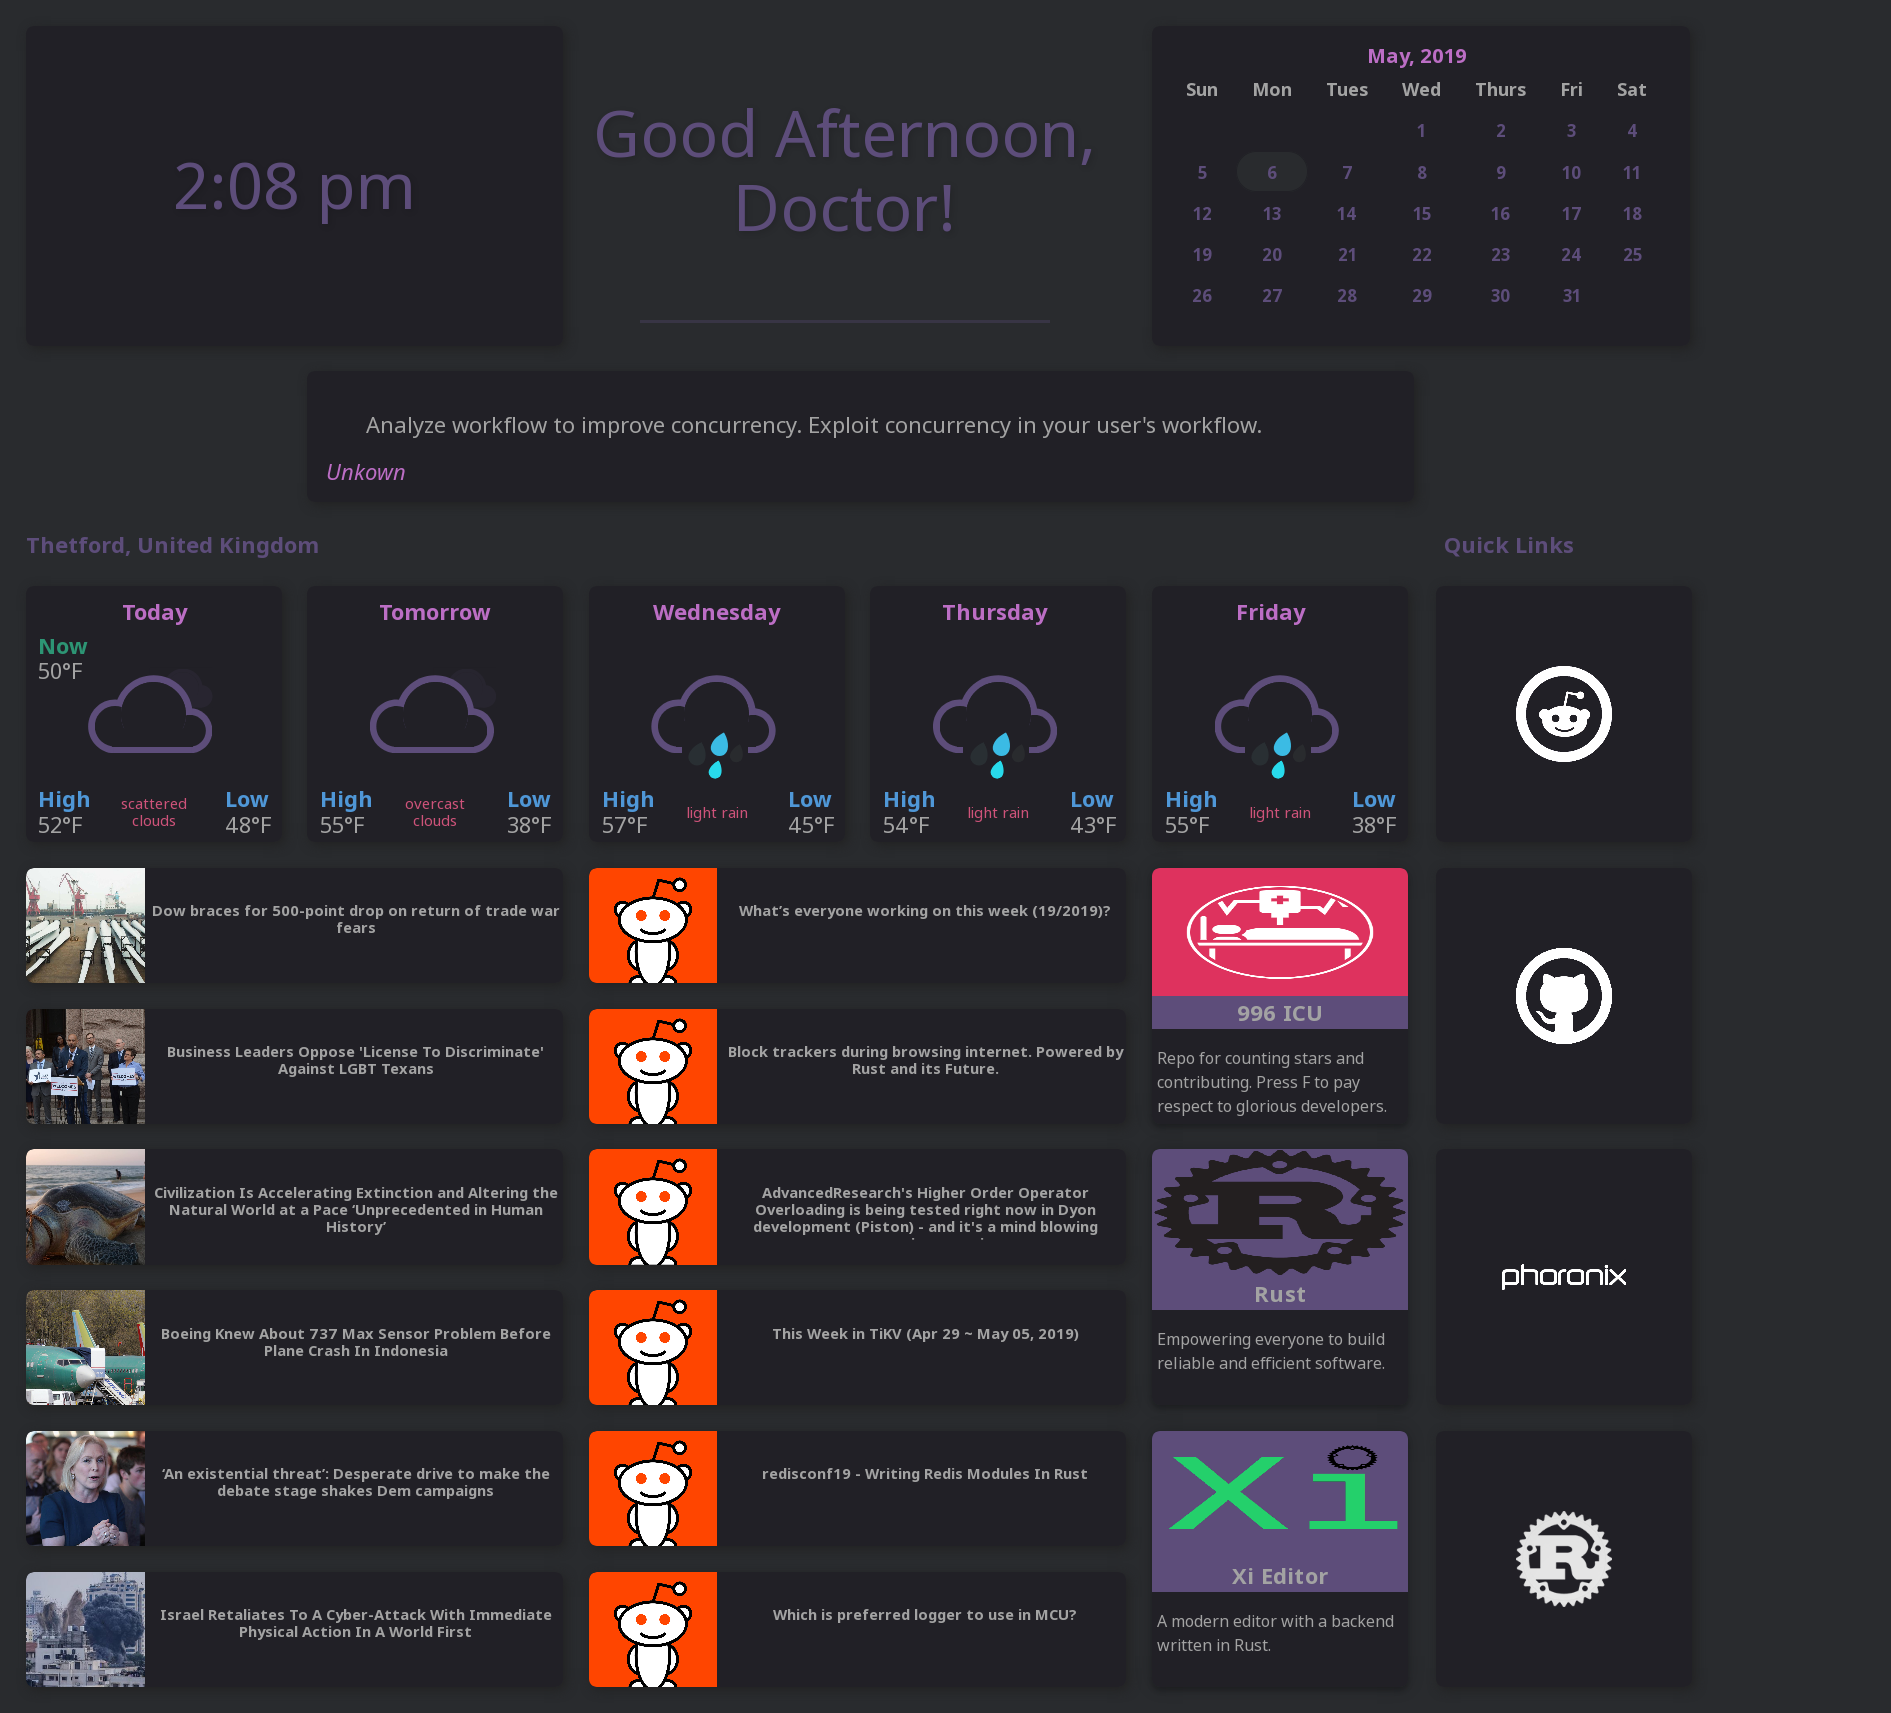 2:08 pm
Good Afternoon,
Doctor!
May, 2019
Sun Mon Tues Wed Thurs Fri Sat
1 2 3 4
5 6 7 8 9 10 11
12 13 14 15 16 17 18
19 20 21 22 23 24 25
26 27 28 29 30 31
Analyze workflow to improve concurrency. Exploit concurrency in your user's workflow.
Unkown
Thetford, United Kingdom
Quick Links
Today
Now
50°F
High
52°F
scattered
clouds
Low
48°F
Tomorrow
High
55°F
overcast
clouds
Low
38°F
Wednesday
High
57°F
light rain
Low
45°F
Thursday
High
54°F
light rain
Low
43°F
Friday
High
55°F
light rain
Low
38°F
Dow braces for 500-point drop on return of trade war
fears
Business Leaders Oppose 'License To Discriminate'
Against LGBT Texans
Civilization Is Accelerating Extinction and Altering the
Natural World at a Pace ‘Unprecedented in Human
History’
Boeing Knew About 737 Max Sensor Problem Before
Plane Crash In Indonesia
‘An existential threat’: Desperate drive to make the
debate stage shakes Dem campaigns
Israel Retaliates To A Cyber-Attack With Immediate
Physical Action In A World First
What’s everyone working on this week (19/2019)?
Block trackers during browsing internet. Powered by
Rust and its Future.
AdvancedResearch's Higher Order Operator
Overloading is being tested right now in Dyon
development (Piston) - and it's a mind blowing
This Week in TiKV (Apr 29 ~ May 05, 2019)
redisconf19 - Writing Redis Modules In Rust
Which is preferred logger to use in MCU?
996 ICU
Repo for counting stars and
contributing. Press F to pay
respect to glorious developers.
R
Rust
Empowering everyone to build
reliable and efficient software.
Xi
Xi Editor
A modern editor with a backend
written in Rust.
phoronix
R